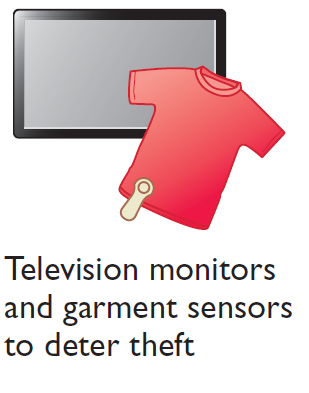 Television monitors
and garment sensors
to deter theft